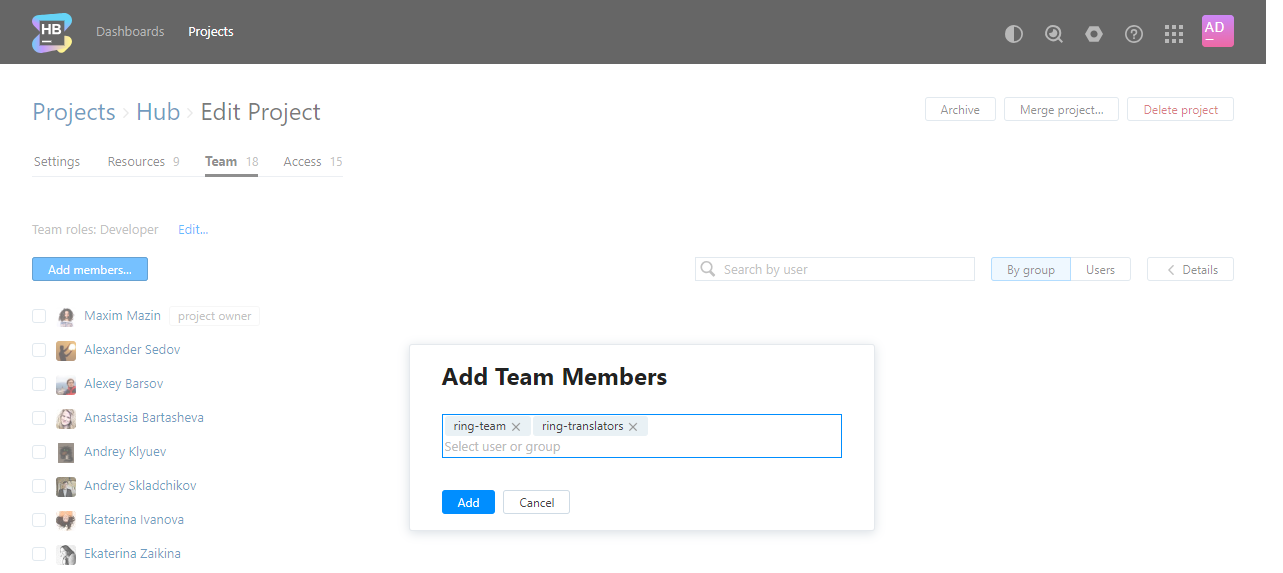 HB Dashboards Projects AD
Projects › Hub › Edit Project Archive Merge project... Delete project
Settings Resources 9 Team 18 Access 15
Team roles: Developer Edit...
Add members... Search by user By group Users Details
Maxim Mazin project owner
Alexander Sedov
Alexey Barsov
Anastasia Bartasheva
Andrey Klyuev
Andrey Skladchikov
Ekaterina Ivanova
Ekaterina Zaikina
Add Team Members
ring-team × ring-translators ×
Select user or group
Add Cancel